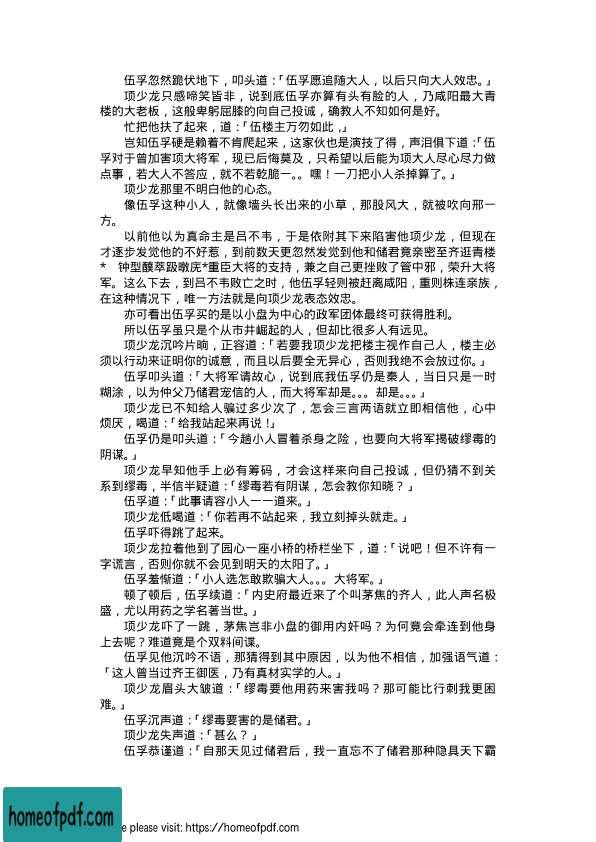 伍孚忽然跪伏地下，叩头道：「伍孚愿追随大人，以后只向大人效忠。」
项少龙只感啼笑皆非，说到底伍孚亦算有头有脸的人，乃咸阳最大青
楼的大老板，这般卑躬屈膝的向自己投诚，确教人不知如何是好。
忙把他扶了起来，道：「伍楼主万勿如此，」
岂知伍孚硬是赖着不肯爬起来，这家伙也是演技了得，声泪俱下道：「伍
孚对于曾加害项大将军，现已后悔莫及，只希望以后能为项大人尽心尽力做
点事，若大人不答应，就不若乾脆一。。嘿！一刀把小人杀掉算了。」
项少龙那里不明白他的心态。
像伍孚这种小人，就像墙头长出来的小草，那股风大，就被吹向邢一
方。
以前他以为真命主是吕不韦，于是依附其下来陷害他项少龙，但现在
才逐步发觉他的不好惹，到前数天更忽然发觉到他和储君竟亲密至齐逛青楼
* 钟型醭萃趿暾庑*重臣大将的支持，兼之自己更挫败了管中邪，荣升大将
军。这么下去，到吕不韦败亡之时，他伍孚轻则被赶离咸阳，重则株连亲族，
在这种情况下，唯一方法就是向项少龙表态效忠。
亦可看出伍孚买的是以小盘为中心的政军团体最终可获得胜利。
所以伍孚虽只是个从市井崛起的人，但却比很多人有远见。
项少龙沉吟片晌，正容道：「若要我项少龙把楼主视作自己人，楼主必
须以行动来证明你的诚意，而且以后要全无异心，否则我绝不会放过你。」
伍孚叩头道：「大将军请故心，说到底我伍孚仍是秦人，当日只是一时
糊涂，以为仲父乃储君宠信的人，而大将军却是。。。却是。。。」
项少龙已不知给人骗过多少次了，怎会三言两语就立即相信他，心中
烦厌，喝道：「给我站起来再说！」
伍孚仍是叩头道：「今趟小人冒着杀身之险，也要向大将军揭破缪毒的
阴谋。」
项少龙早知他手上必有筹码，才会这样来向自己投诚，但仍猜不到关
系到缪毒，半信半疑道：「缪毒若有阴谋，怎会教你知晓？」
伍孚道：「此事请容小人一一道来。」
项少龙低喝道：「你若再不站起来，我立刻掉头就走。」
伍孚吓得跳了起来。
项少龙拉着他到了园心一座小桥的桥栏坐下，道：「说吧！但不许有一
字谎言，否则你就不会见到明天的太阳了。」
伍孚羞惭道：「小人选怎敢欺骗大人。。。大将军。」
顿了顿后，伍孚续道：「内史府最近来了个叫茅焦的齐人，此人声名极
盛，尤以用药之学名著当世。」
项少龙吓了一跳，茅焦岂非小盘的御用内奸吗？为何竟会牵连到他身
上去呢？难道竟是个双料间谍。
伍孚见他沉吟不语，那猜得到其中原因，以为他不相信，加强语气道：
「这人曾当过齐王御医，乃有真材实学的人。」
项少龙眉头大皱道：「缪毒要他用药来害我吗？那可能比行刺我更困
难。」
伍孚沉声道：「缪毒要害的是储君。」
项少龙失声道：「甚么？」
伍孚恭谨道：「自那天见过储君后，我一直忘不了储君那种隐具天下霸
homeofpdf.com
e please visit: https://homeofpdf.com